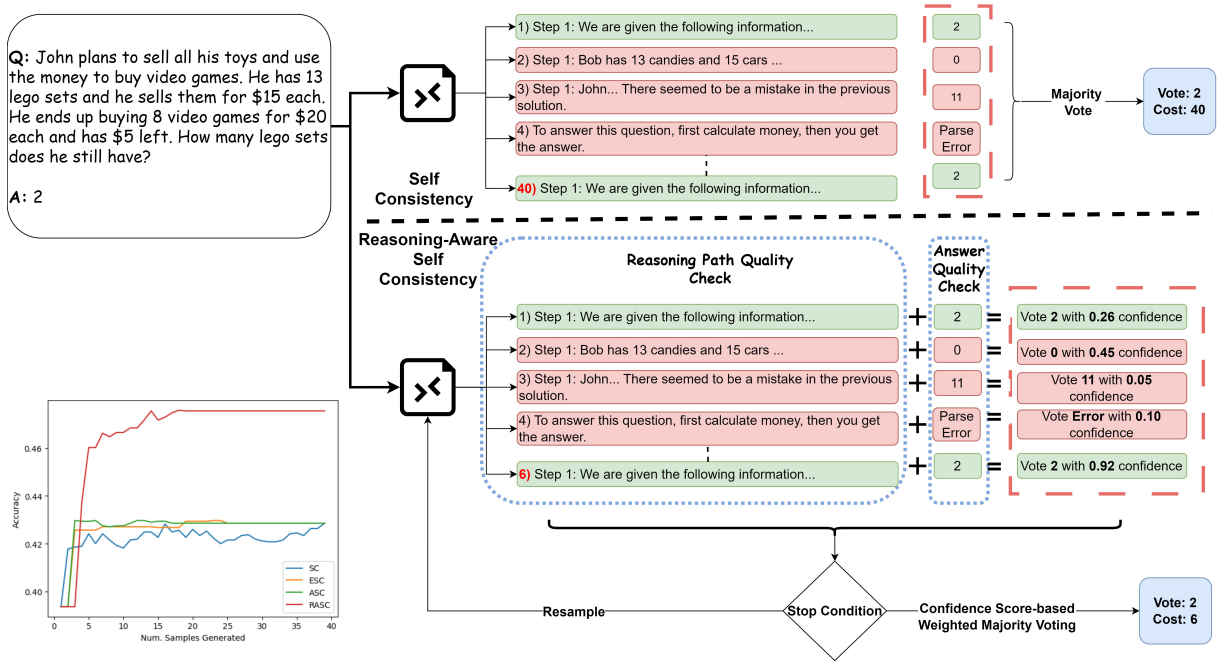 Q: John plans to sell all his toys and use
the money to buy video games. He has 13
lego sets and he sells them for $15 each.
He ends up buying 8 video games for $20
each and has $5 left. How many lego sets
does he still have?
A: 2
Self
Consistency
1) Step 1: We are given the following information...
2) Step 1: Bob has 13 candies and 15 cars ...
3) Step 1: John... There seemed to be a mistake in the previous
solution.
4) To answer this question, first calculate money, then you get
the answer.
40) Step 1: We are given the following information...
2
0
11
Parse
Error
2
Majority
Vote
Vote: 2
Cost: 40
Reasoning-Aware
Self
Consistency
Reasoning Path Quality
Check
Answer
Quality
Check
1) Step 1: We are given the following information...
+
2
=
Vote 2 with 0.26 confidence
2) Step 1: Bob has 13 candies and 15 cars ...
+
0
=
Vote 0 with 0.45 confidence
3) Step 1: John... There seemed to be a mistake in the previous
solution.
+
11
=
Vote 11 with 0.05
confidence
4) To answer this question, first calculate money, then you get
the answer.
+
Parse
Error
=
Vote Error with 0.10
confidence
6) Step 1: We are given the following information...
+
2
=
Vote 2 with 0.92 confidence
Resample
Stop Condition
Confidence Score-based
Weighted Majority Voting
Vote: 2
Cost: 6
Accuracy
0.46
0.44
0.42
0.40
0 5 10 15 20 25 30 35 40
Num. Samples Generated
SC
ESC
ASC
RASC